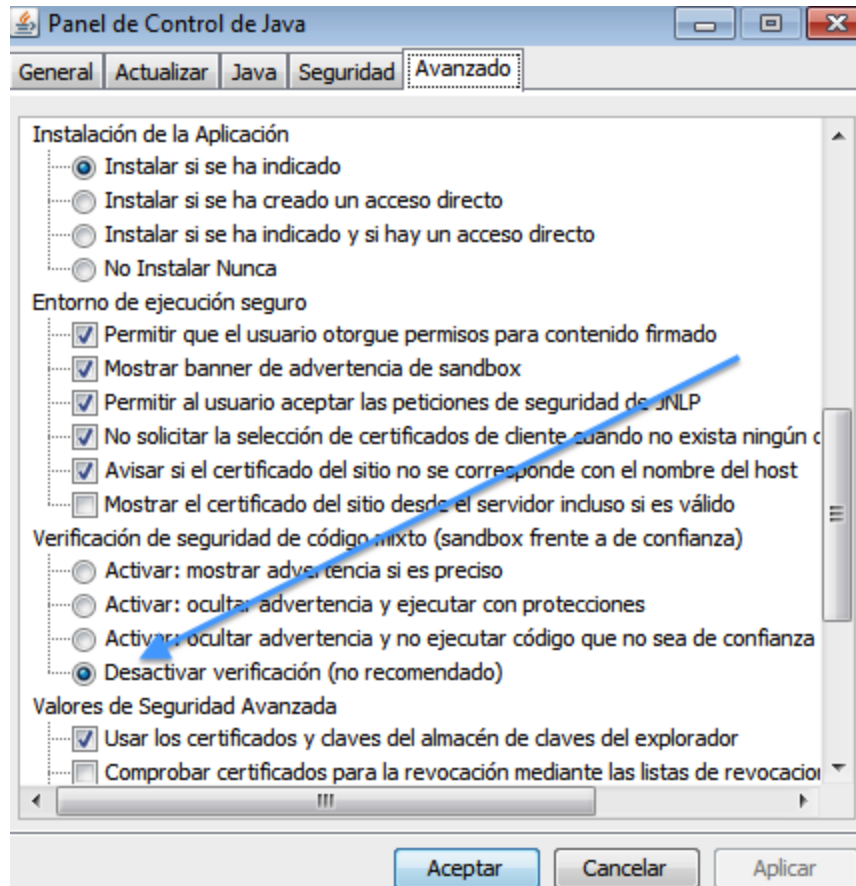 Panel de Control de Java
General Actualizar Java Seguridad Avanzado
Instalación de la Aplicación
Instalar si se ha indicado
Instalar si se ha creado un acceso directo
Instalar si se ha indicado y si hay un acceso directo
No Instalar Nunca
Entorno de ejecución seguro
Permitir que el usuario otorgue permisos para contenido firmado
Mostrar banner de advertencia de sandbox
Permitir al usuario aceptar las peticiones de seguridad de JNLP
No solicitar la selección de certificados de cliente cuando no exista ningún c
Avisar si el certificado del sitio no se corresponde con el nombre del host
Mostrar el certificado del sitio desde el servidor incluso si es válido
Verificación de seguridad de código mixto (sandbox frente a de confianza)
Activar: mostrar advertencia si es preciso
Activar: ocultar advertencia y ejecutar con protecciones
Activar: ocultar advertencia y no ejecutar código que no sea de confianza
Desactivar verificación (no recomendado)
Valores de Seguridad Avanzada
Usar los certificados y claves del almacén de claves del explorador
Comprobar certificados para la revocación mediante las listas de revocacion
Aceptar Cancelar Aplicar